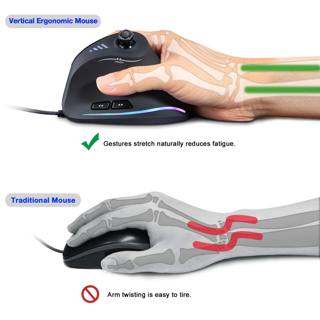 Vertical Ergonomic Mouse
Gestures stretch naturally reduces fatigue.
Traditional Mouse
Arm twisting is easy to tire.